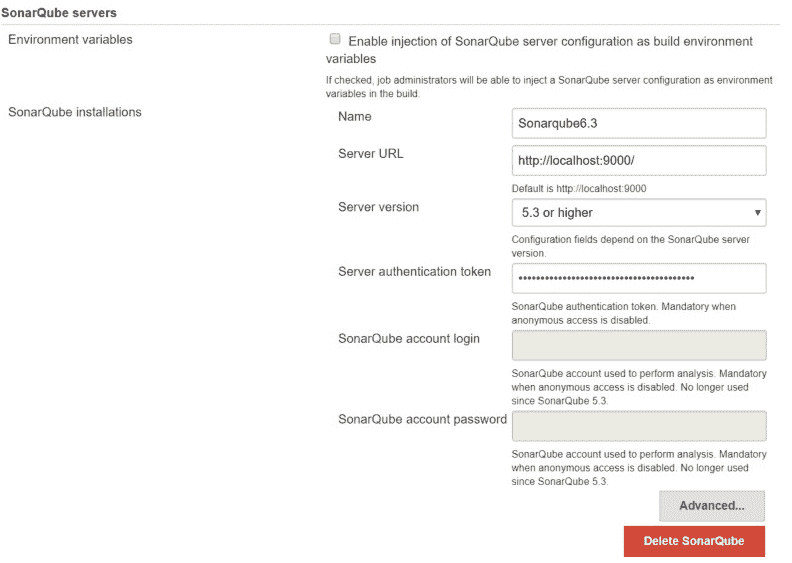 SonarQube servers
Environment variables
Enable injection of SonarQube server configuration as build environment
variables
If checked, job administrators will be able to inject a SonarQube server configuration as environment
variables in the build.
SonarQube installations
Name
Sonarqube6.3
Server URL
http://localhost:9000/
Default is http://localhost:9000
Server version
5.3 or higher
Configuration fields depend on the SonarQube server
version.
Server authentication token
••••••••••••••••••••••••••••••••••••••••
SonarQube authentication token. Mandatory when
anonymous access is disabled.
SonarQube account login
SonarQube account used to perform analysis. Mandatory
when anonymous access is disabled. No longer used
since SonarQube 5.3.
SonarQube account password
SonarQube account used to perform analysis. Mandatory
when anonymous access is disabled. No longer used
since SonarQube 5.3.
Advanced...
Delete SonarQube